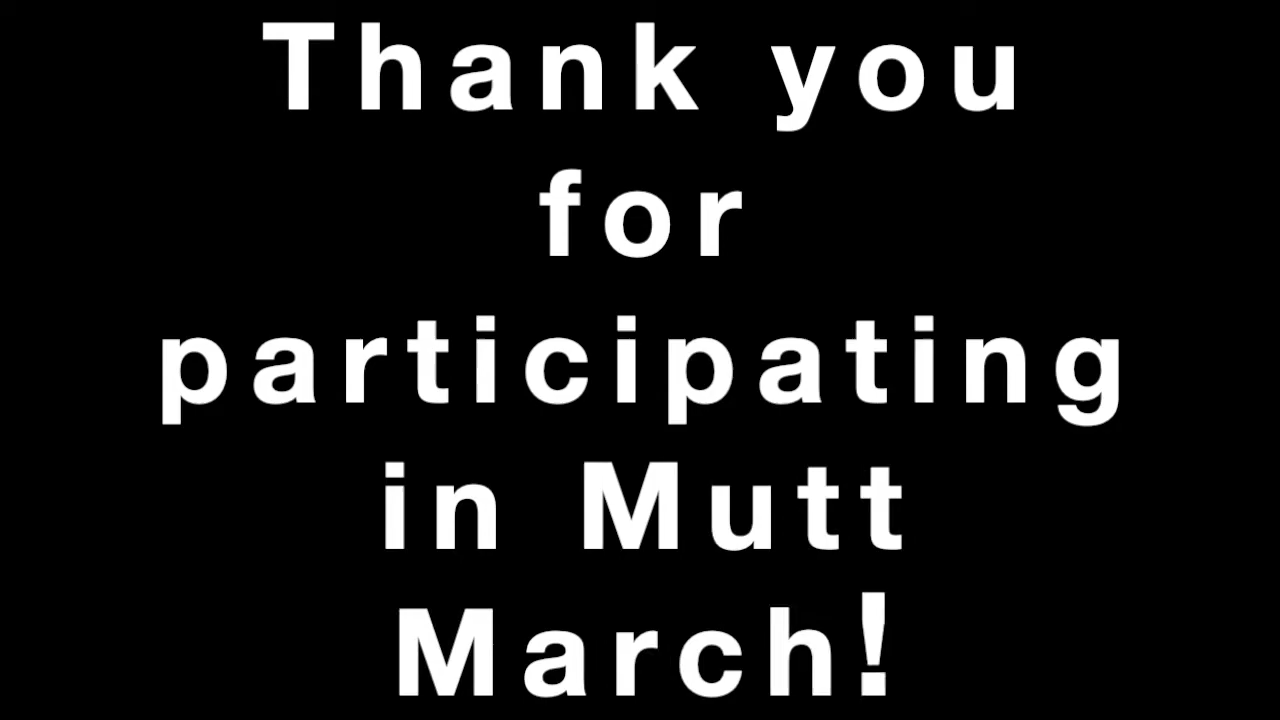 Thank you
for
participating
in Mutt
March!